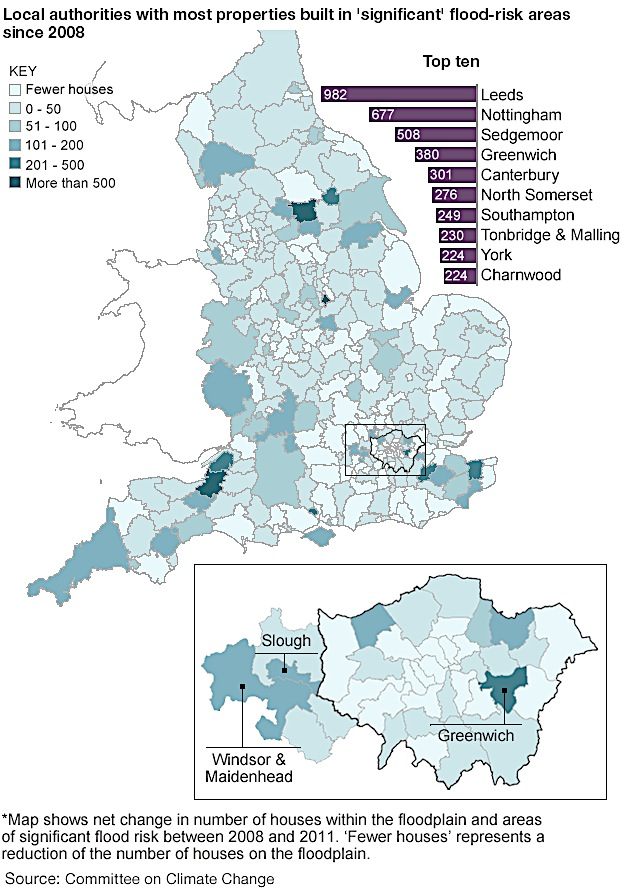 Local authorities with most properties built in 'significant' flood-risk areas
since 2008
KEY
Fewer houses
0 - 50
51 - 100
101 - 200
201 - 500
More than 500
Top ten
982 Leeds
677 Nottingham
508 Sedgemoor
380 Greenwich
301 Canterbury
276 North Somerset
249 Southampton
230 Tonbridge & Malling
224 York
224 Charnwood
Slough
Windsor &
Maidenhead
Greenwich
*Map shows net change in number of houses within the floodplain and areas
of significant flood risk between 2008 and 2011. 'Fewer houses' represents a
reduction of the number of houses on the floodplain.
Source: Committee on Climate Change